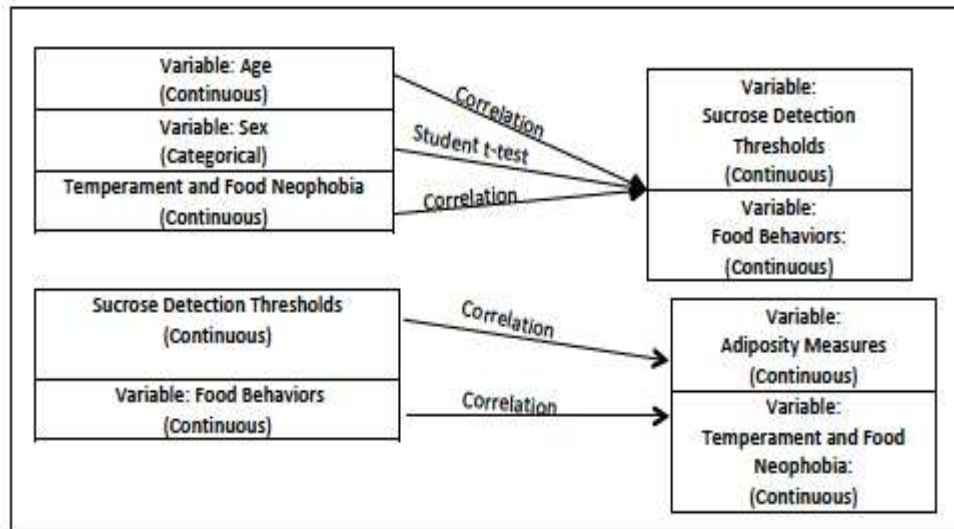 Variable: Age
(Continuous)
Variable: Sex
(Categorical)
Temperament and Food Neophobia
(Continuous)
Correlation
Student t-test
Correlation
Variable:
Sucrose Detection
Thresholds
(Continuous)
Variable:
Food Behaviors:
(Continuous)
Sucrose Detection Thresholds
(Continuous)
Variable: Food Behaviors
(Continuous)
Correlation
Correlation
Variable:
Adiposity Measures
(Continuous)
Variable:
Temperament and Food
Neophobia:
(Continuous)